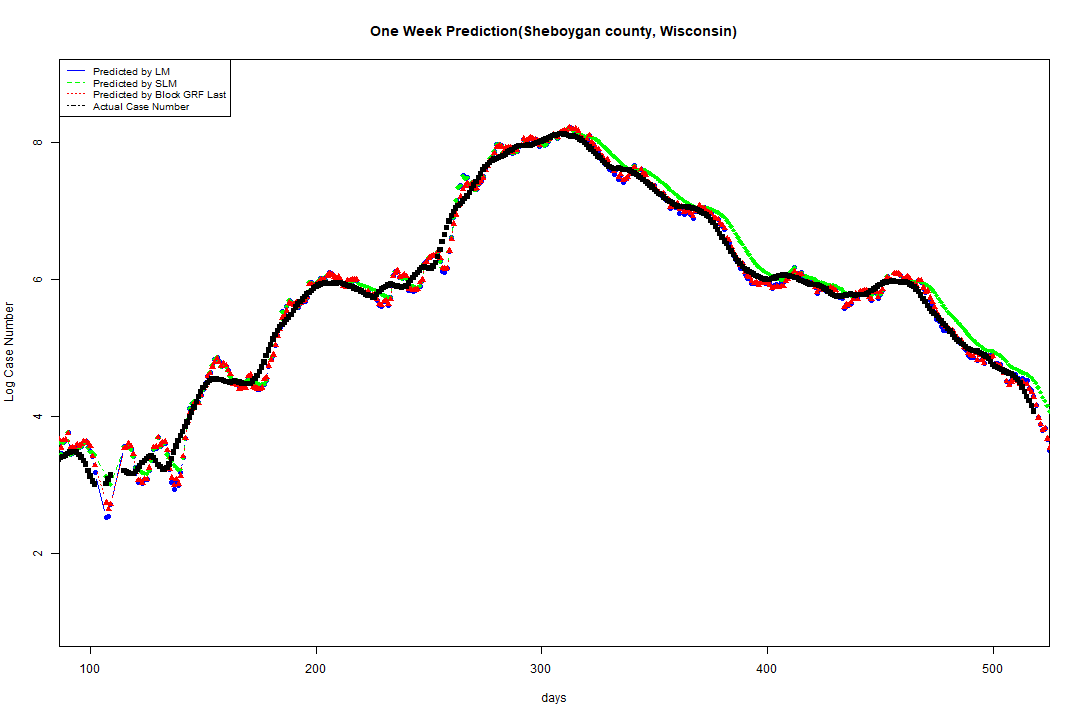 One Week Prediction(Sheboygan county, Wisconsin)
Predicted by LM
Predicted by SLM
Predicted by Block GRF Last
Actual Case Number
8
6
4
2
Log Case Number
100 200 300 400 500
days